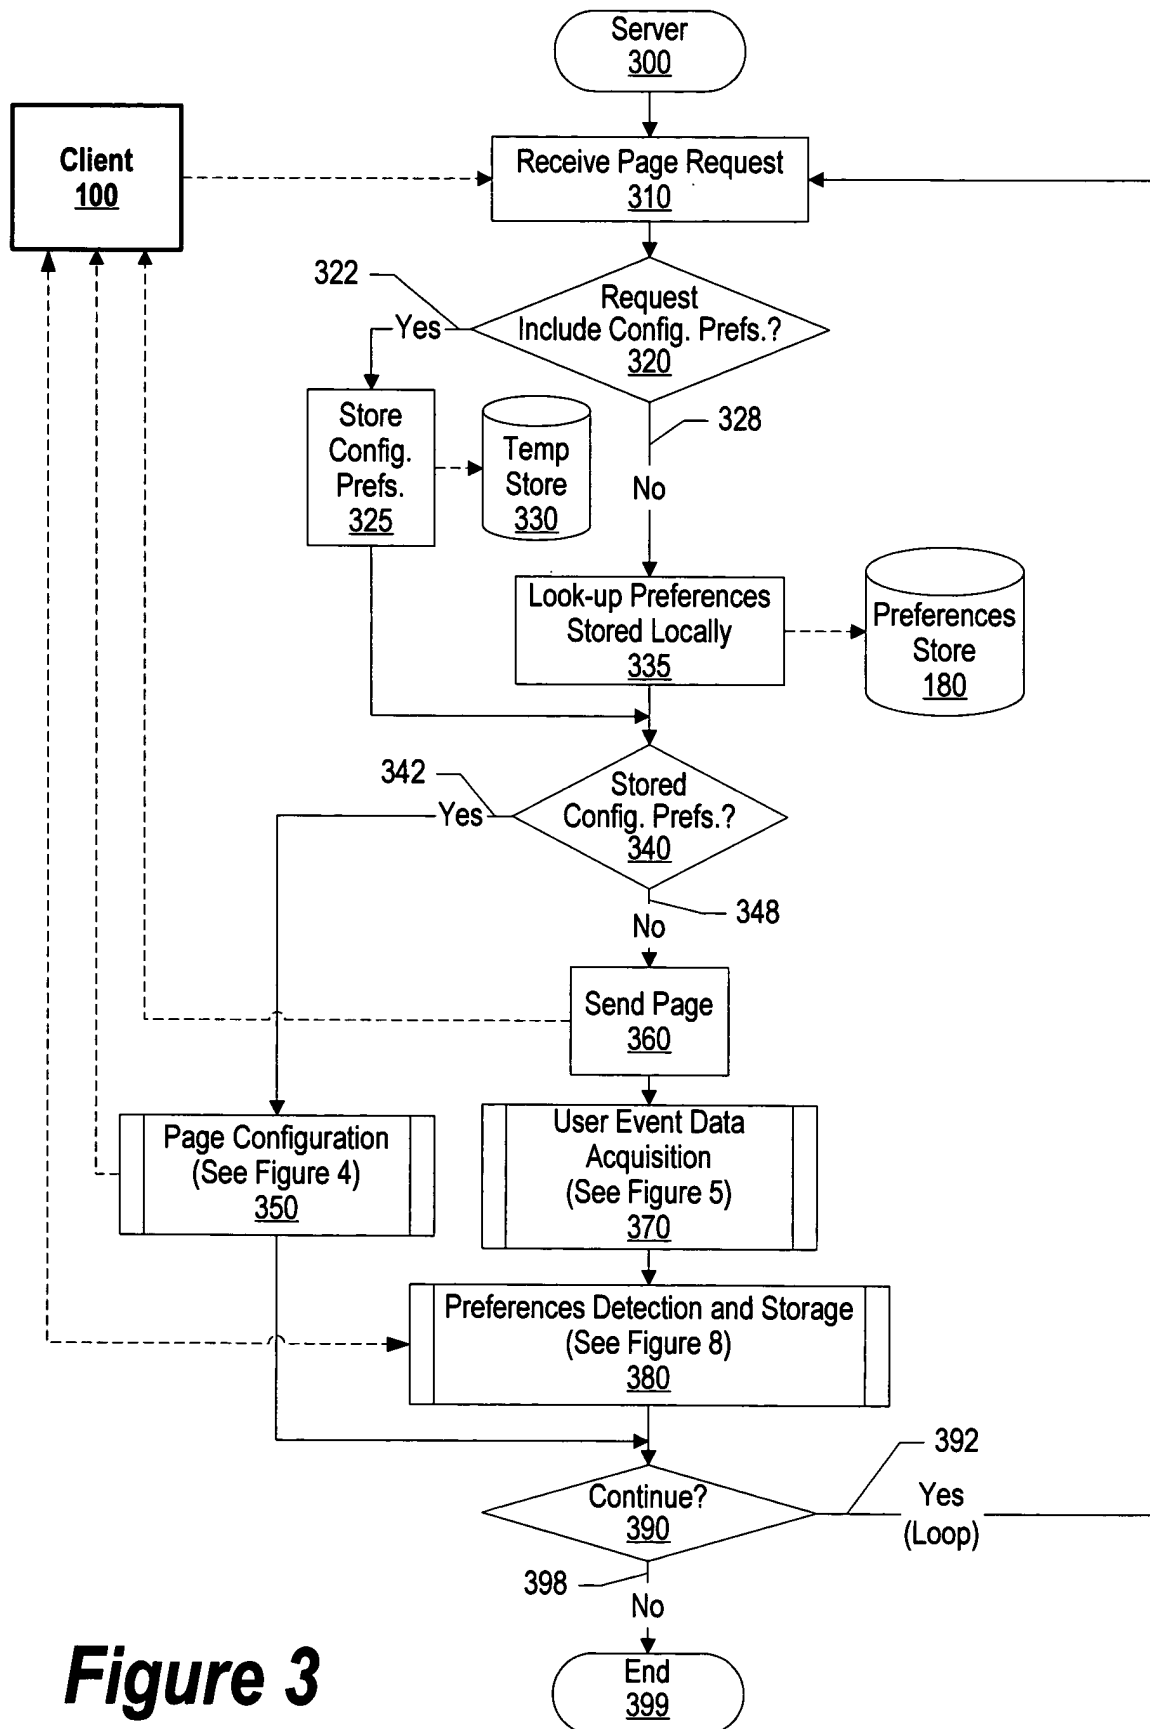 Server
300
Client
100
Receive Page Request
310
322
Request
Include Config. Prefs.?
320
Yes
328
Store
Config.
Prefs.
325
Temp
Store
330
No
Look-up Preferences
Stored Locally
335
Preferences
Store
180
342
Yes
Stored
Config. Prefs.?
340
348
No
Send Page
360
Page Configuration
(See Figure 4)
350
User Event Data
Acquisition
(See Figure 5)
370
Preferences Detection and Storage
(See Figure 8)
380
392
Continue?
390
Yes
(Loop)
398
No
End
399
Figure 3